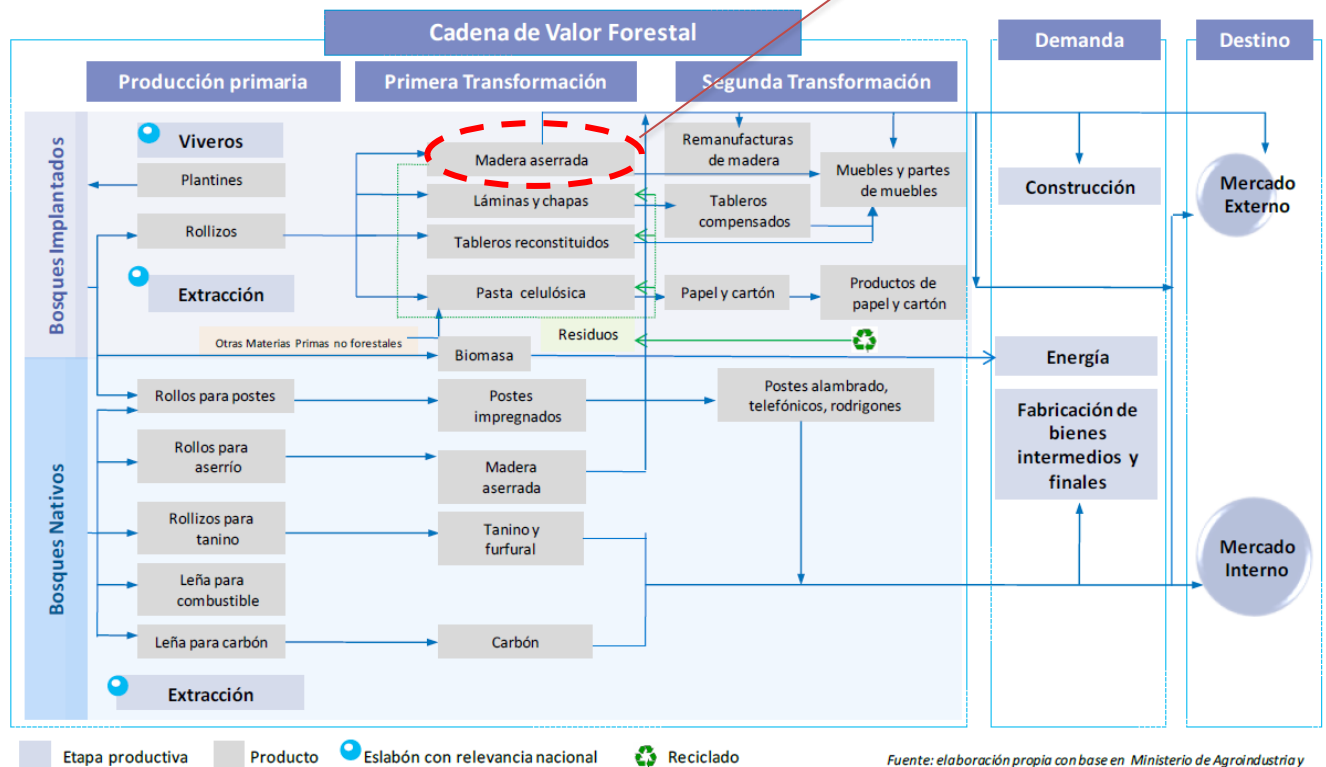 Cadena de Valor Forestal
Demanda
Destino
Producción primaria
Primera Transformación
Segunda Transformación
Bosques Implantados
Viveros
Plantines
Rollizos
Extracción
Madera aserrada
Láminas y chapas
Tableros reconstituidos
Pasta celulósica
Remanufacturas
de madera
Tableros
compensados
Muebles y partes
de muebles
Papel y cartón
Productos de
papel y cartón
Construcción
Mercado
Externo
Otras Materias Primas no forestales
Residuos
Biomasa
Energía
Bosques Nativos
Rollos para postes
Postes
impregnados
Postes alambrado,
telefónicos, rodrigones
Fabricación de
bienes
intermedios y
finales
Rollos para
aserrío
Madera
aserrada
Rollizos para
tanino
Tanino y
furfural
Leña para
combustible
Leña para carbón
Carbón
Mercado
Interno
Extracción
Etapa productiva
Producto
Eslabón con relevancia nacional
Reciclado
Fuente: elaboración propia con base en Ministerio de Agroindustria y